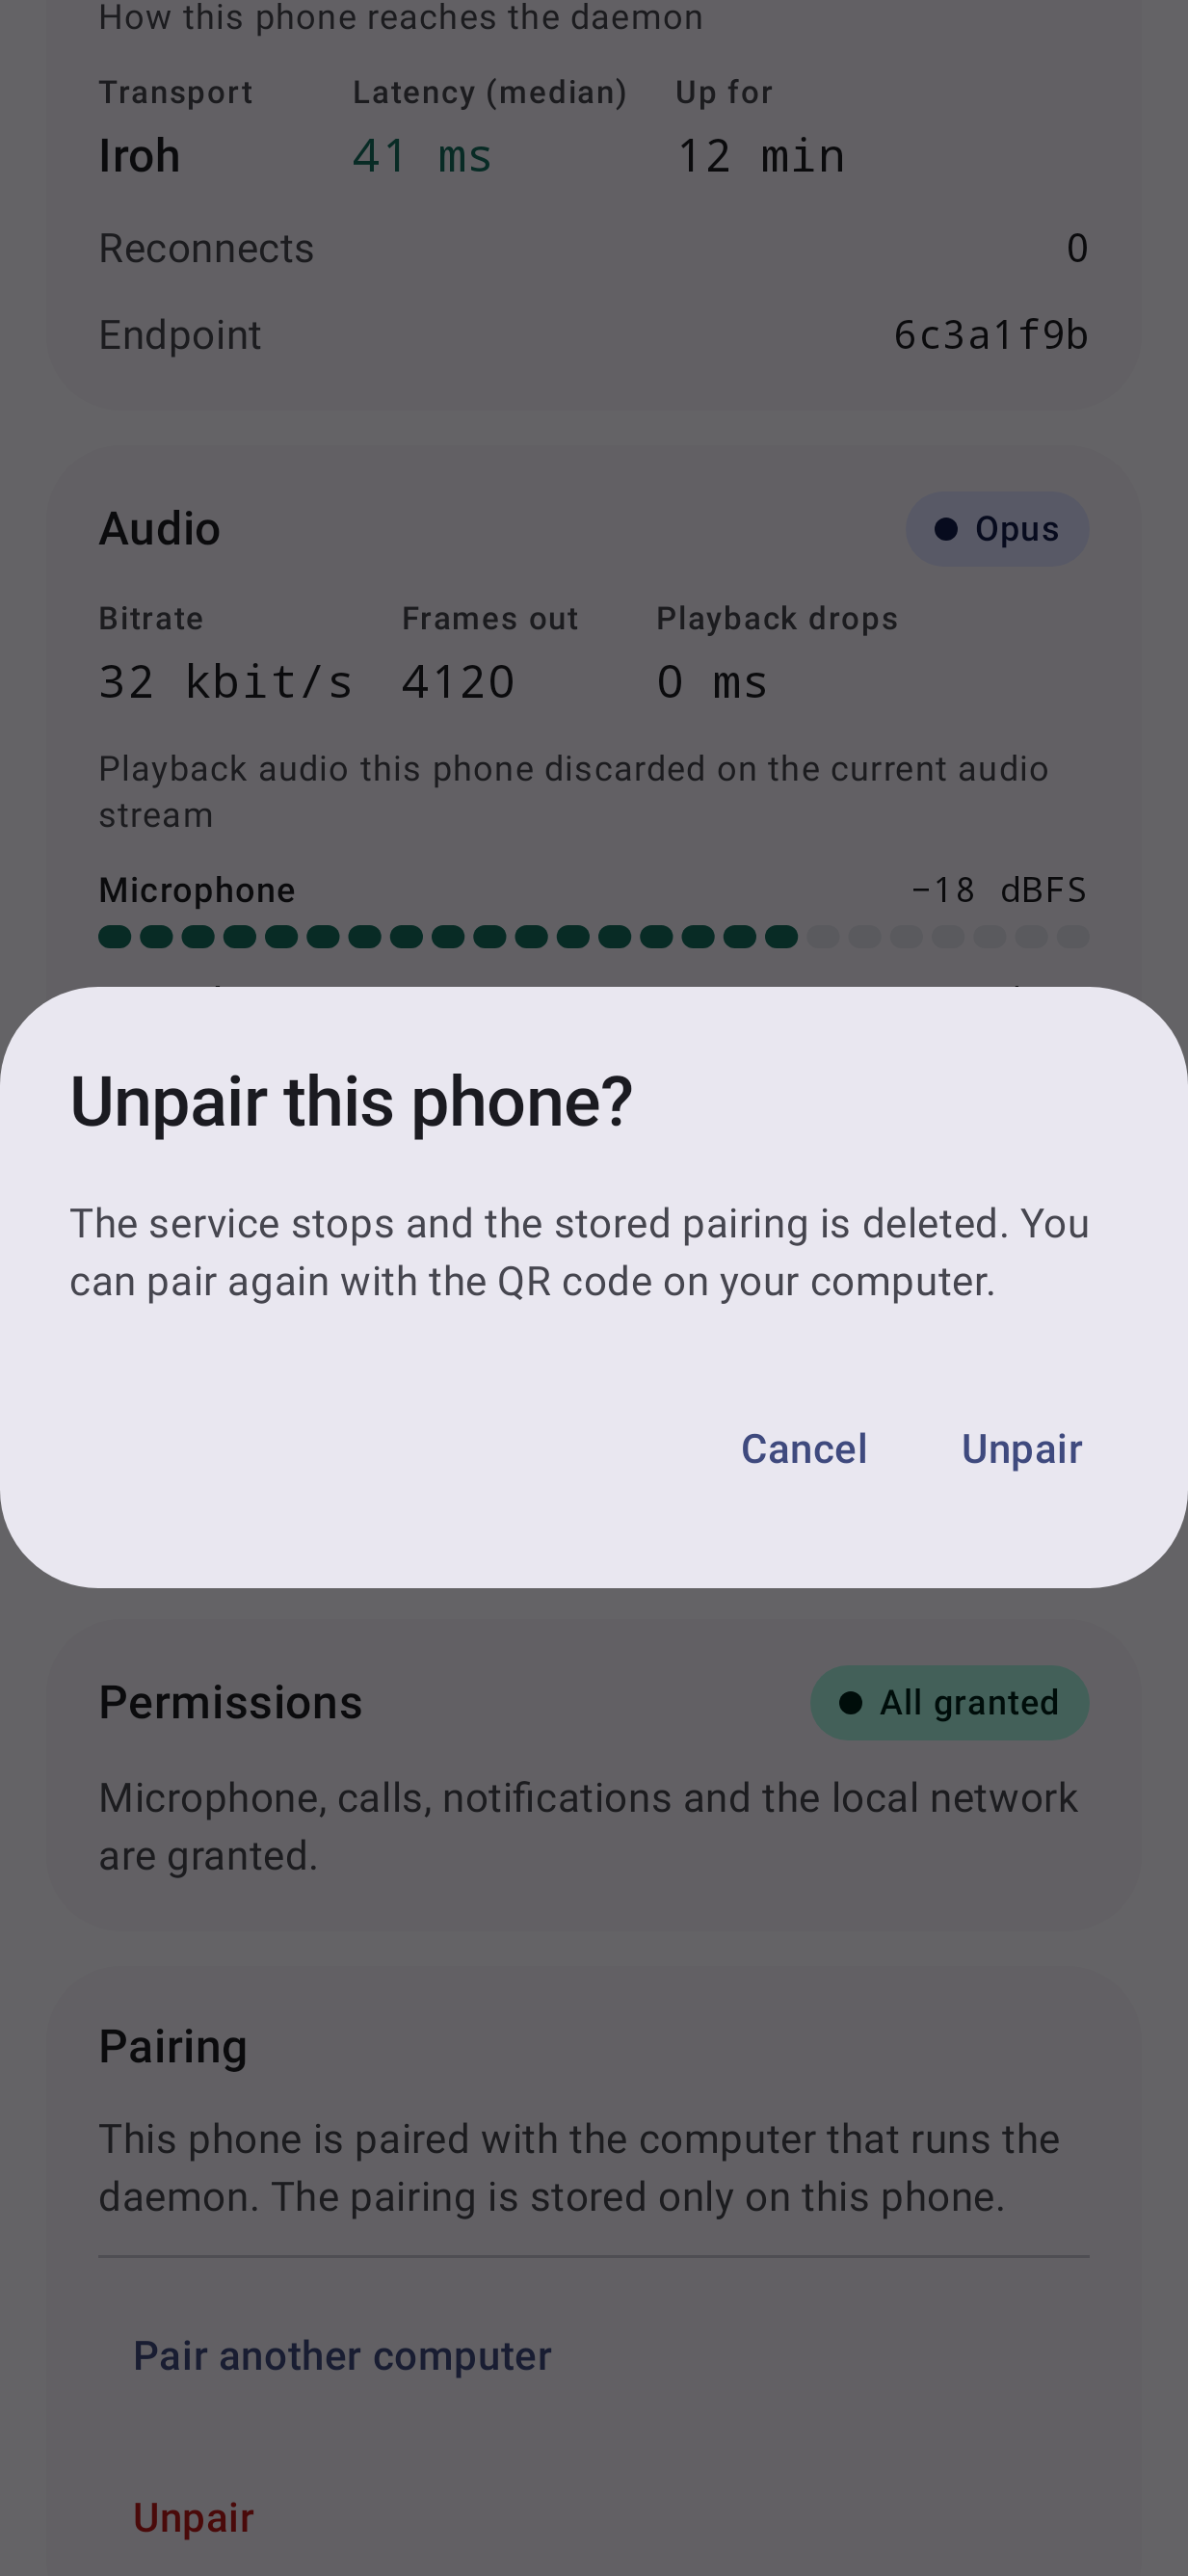 How this phone reaches the daemon
Transport Latency (median) Up for
Iroh 41 ms 12 min
Reconnects 0
Endpoint 6c3a1f9b
Audio Opus
Bitrate Frames out Playback drops
32 kbit/s 4120 0 ms
Playback audio this phone discarded on the current audio
stream
Microphone −18 dBFS
Unpair this phone?
The service stops and the stored pairing is deleted. You
can pair again with the QR code on your computer.
Cancel Unpair
Permissions All granted
Microphone, calls, notifications and the local network
are granted.
Pairing
This phone is paired with the computer that runs the
daemon. The pairing is stored only on this phone.
Pair another computer
Unpair